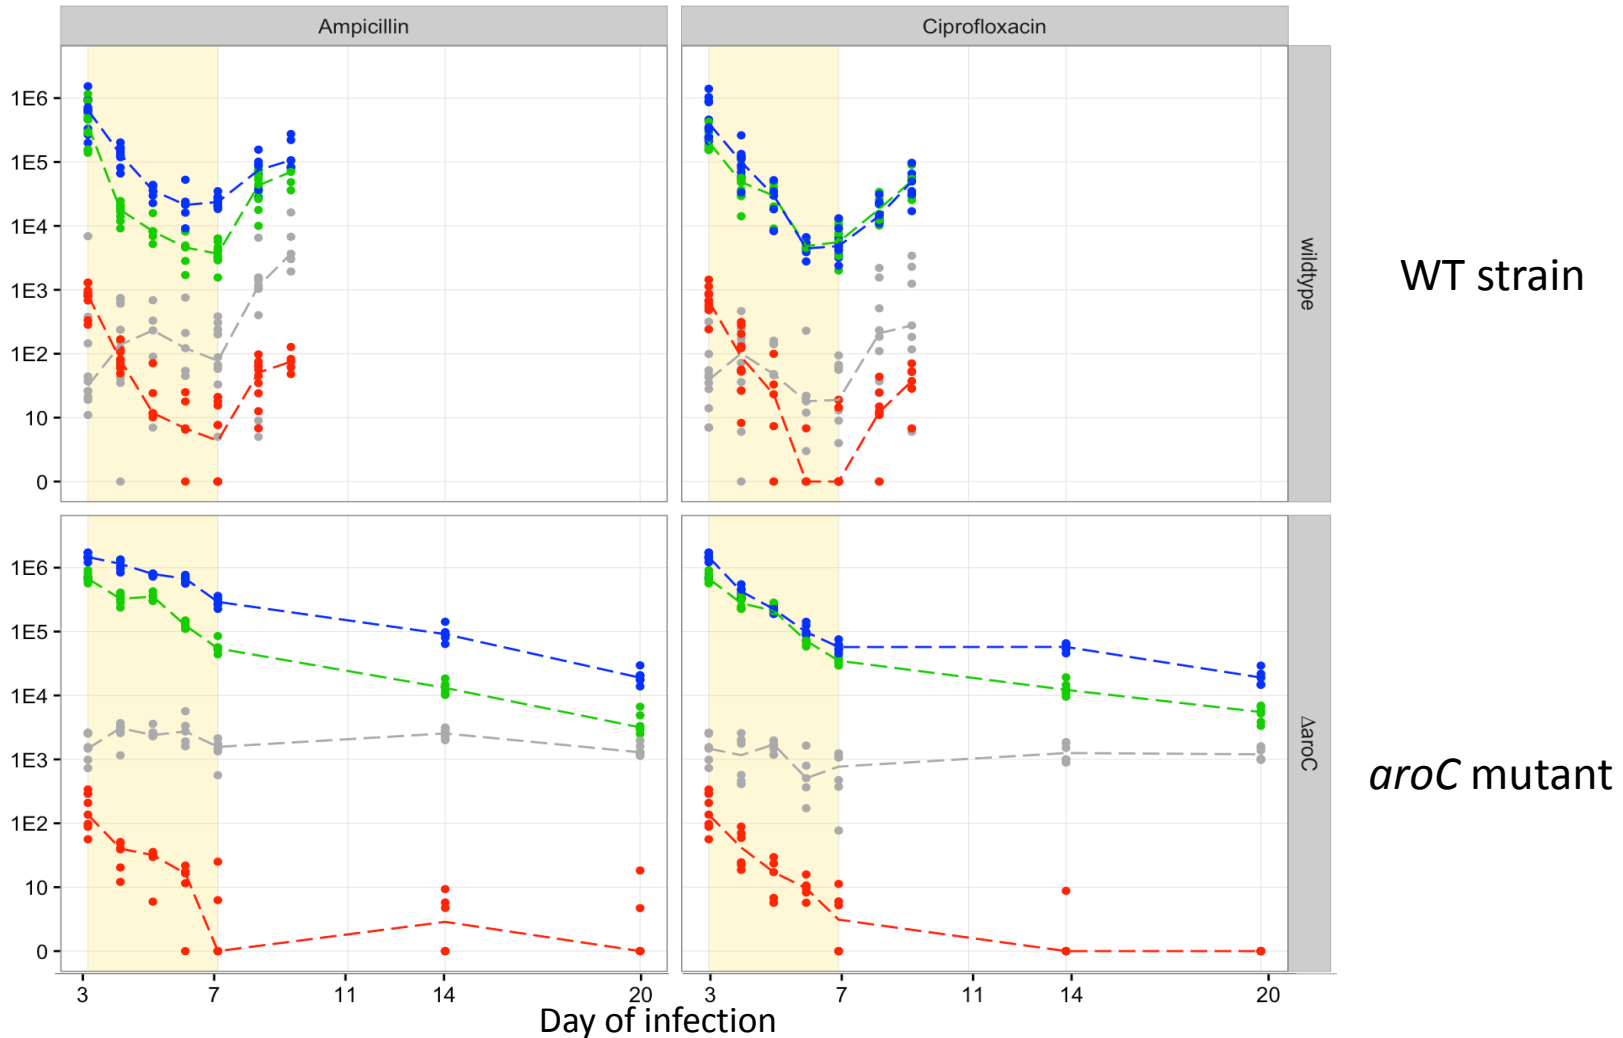 Ampicillin
Ciprofloxacin
1E6
1E5
1E4
1E3
1E2
10
0
wildtype
WT strain
1E6
1E5
1E4
1E3
1E2
10
0
ΔaroC
aroC mutant
3 7 11 14 20
3 7 11 14 20
Day of infection